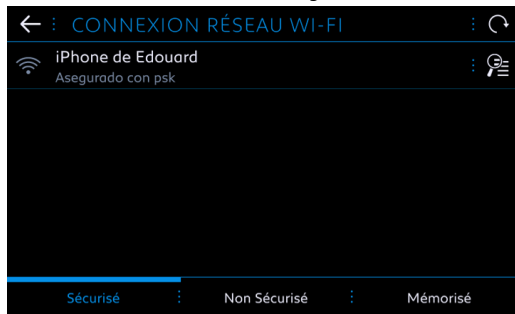 CONNEXION RÉSEAU WI-FI
iPhone de Edouard
Asegurado con psk
Sécurisé Non Sécurisé Mémorisé